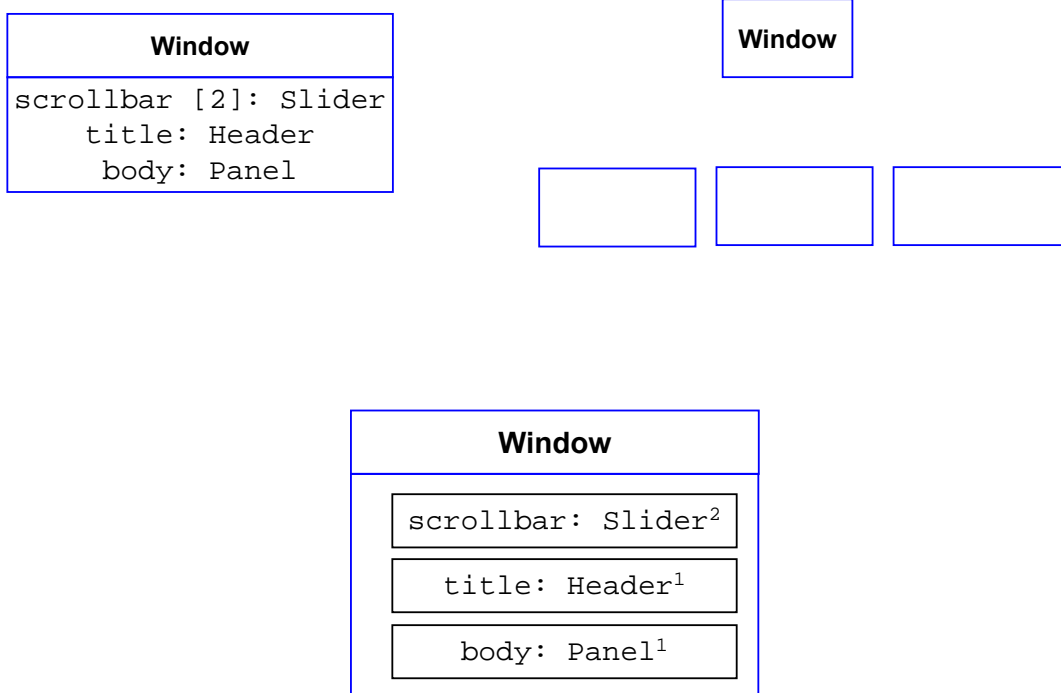 Window
scrollbar [2]: Slider
title: Header
body: Panel
Window
Window
scrollbar: Slider²
title: Header¹
body: Panel¹